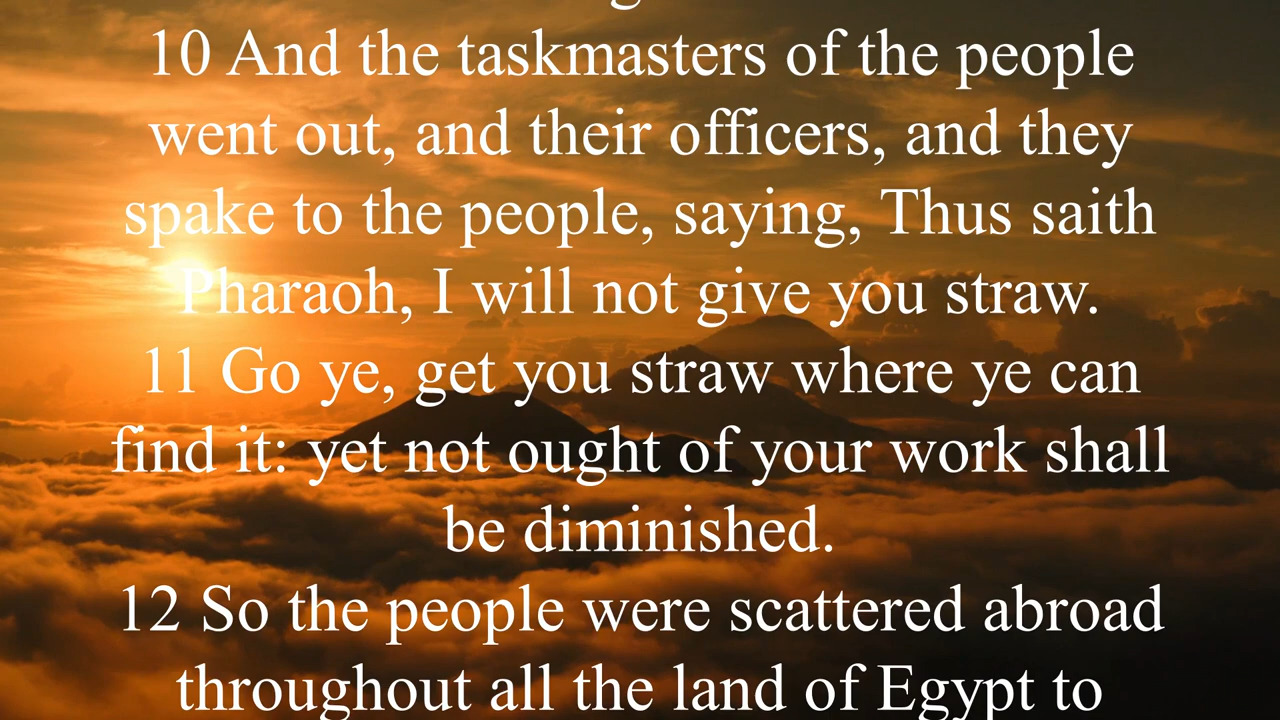 10 And the taskmasters of the people
went out, and their officers, and they
spake to the people, saying, Thus saith
Pharaoh, I will not give you straw.
11 Go ye, get you straw where ye can
find it: yet not ought of your work shall
be diminished.
12 So the people were scattered abroad
throughout all the land of Egypt to